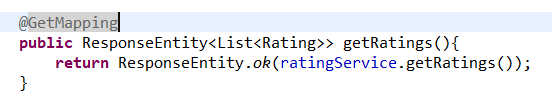 @GetMapping
public ResponseEntity<List<Rating>> getRatings(){
return ResponseEntity.ok(ratingService.getRatings());
}